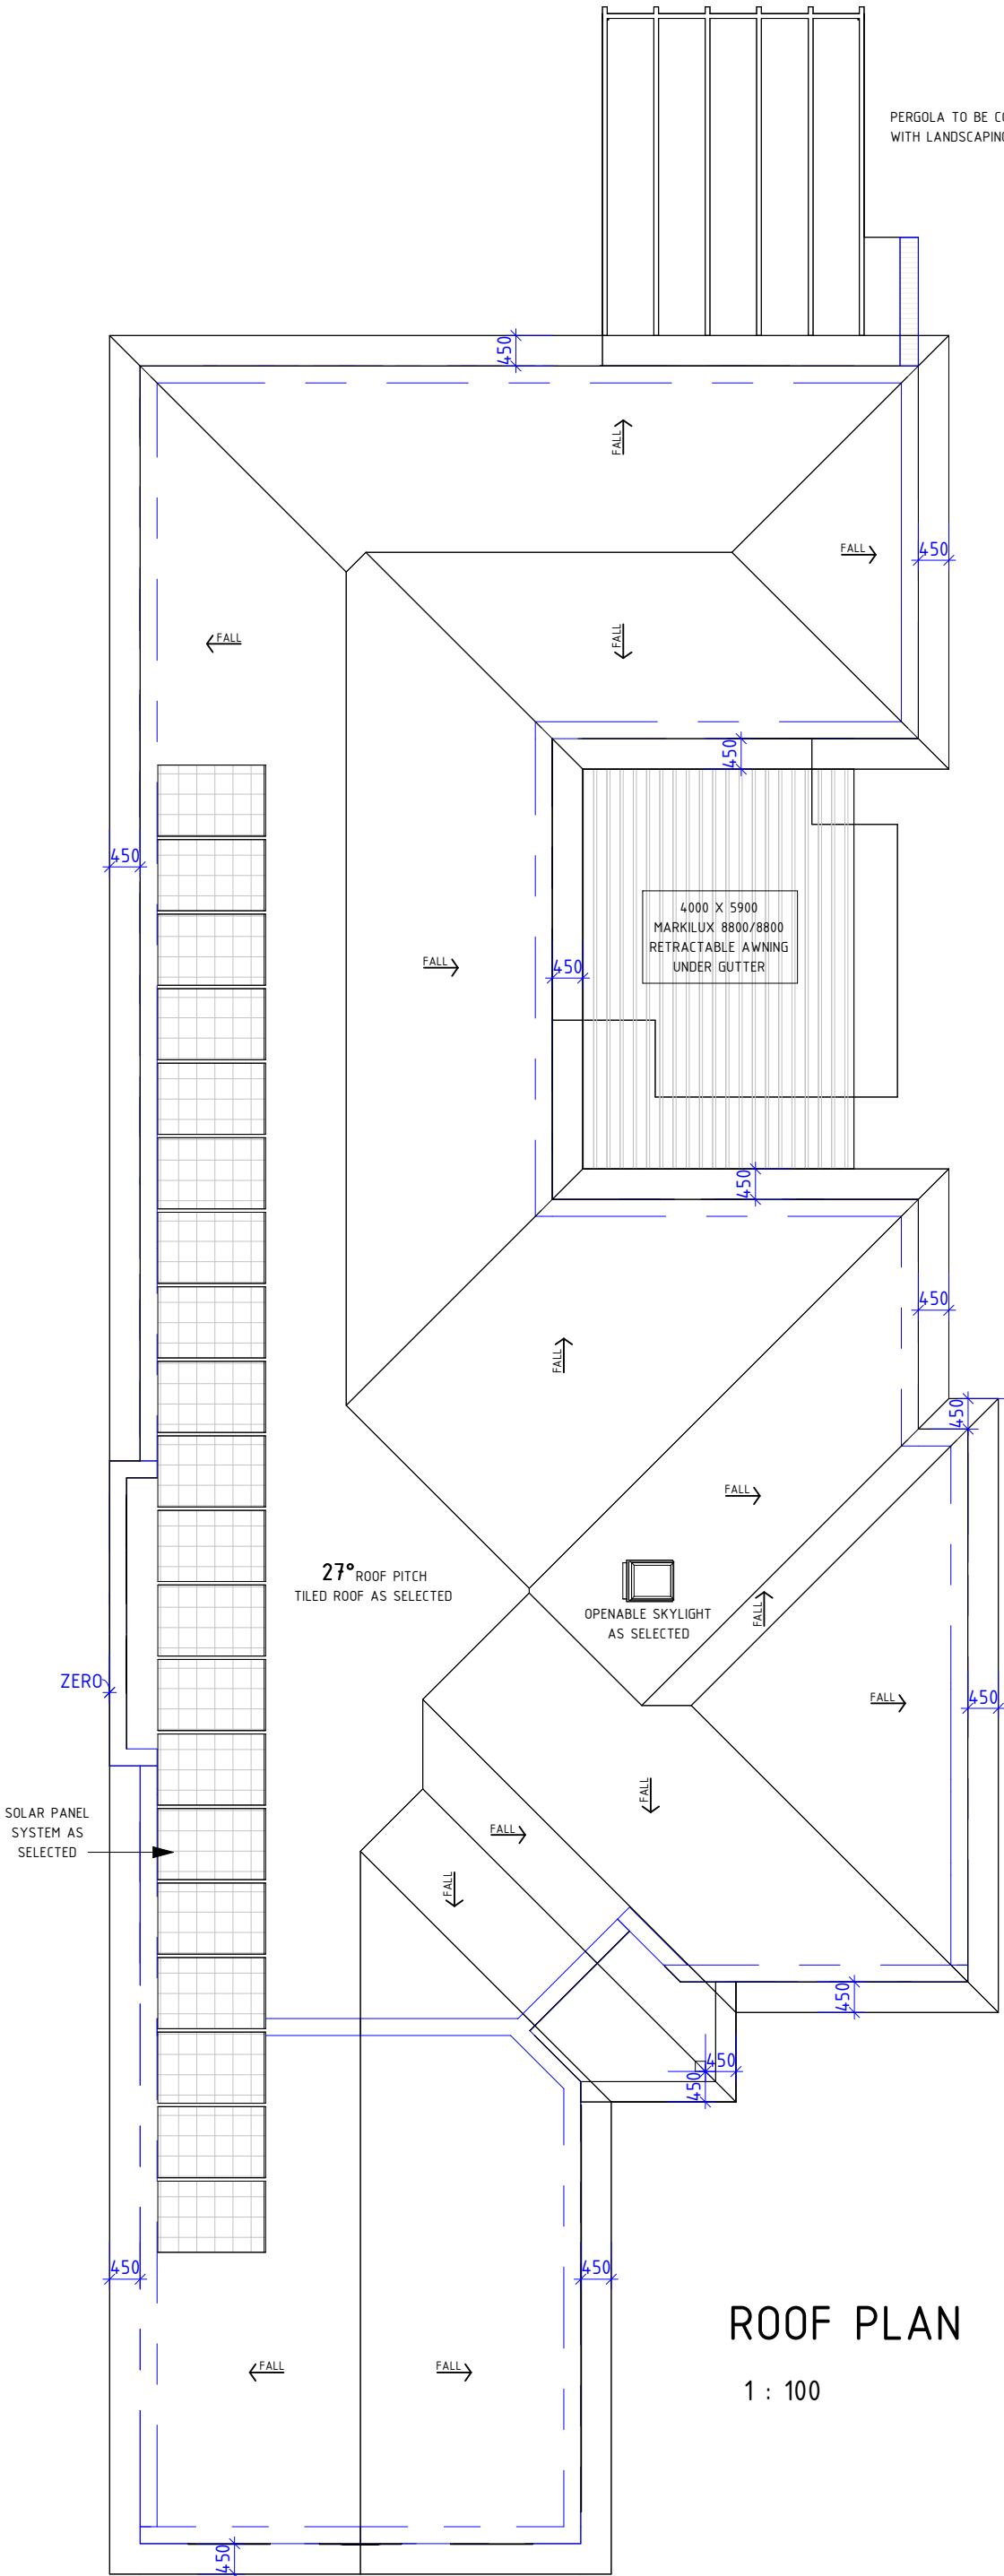 PERGOLA TO BE
WITH LANDSCAPING
450
FALL
FALL
450
FALL
FALL
450
450
4000 X 5900
MARKILUX 8800/8800
RETRACTABLE AWNING
UNDER GUTTER
FALL
450
450
450
FALL
450
FALL
27° ROOF PITCH
TILED ROOF AS SELECTED
OPENABLE SKYLIGHT
AS SELECTED
FALL
ZERO
FALL
450
SOLAR PANEL
SYSTEM AS
SELECTED
FALL
FALL
FALL
450
450
450
450
450
ROOF PLAN
FALL
FALL
1 : 100
450